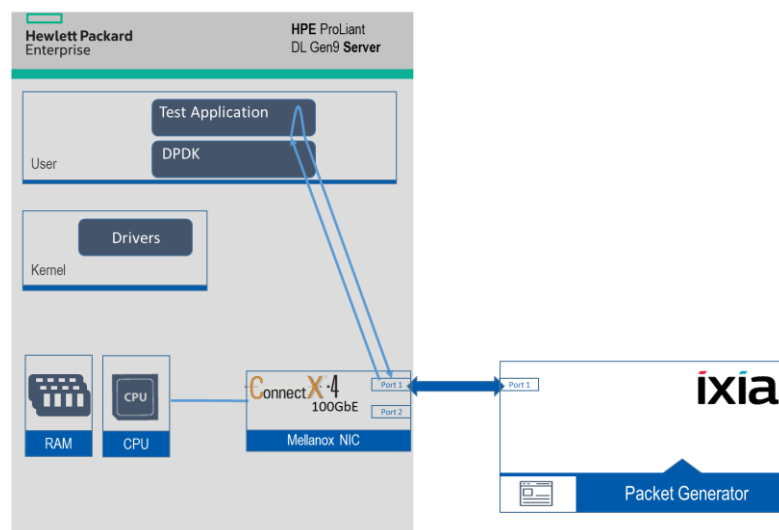 Hewlett Packard
Enterprise
HPE ProLiant
DL Gen9 Server
Test Application
DPDK
User
Drivers
Kernel
CPU
RAM
CPU
ConnectX·4
100GbE
Port 1
Port 2
Mellanox NIC
Port 1
ixia
Packet Generator